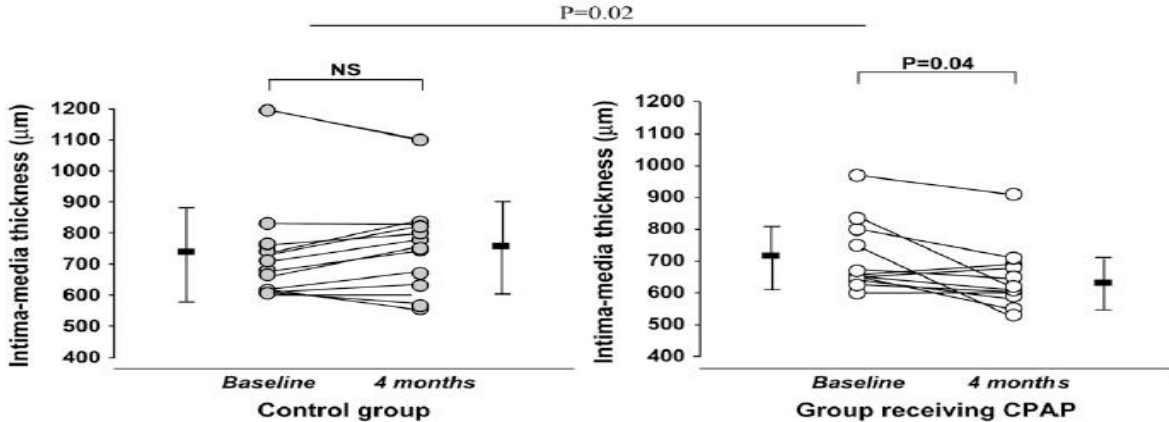 P=0.02
NS
Intima-media thickness (μm)
1200
1100
1000
900
800
700
600
500
400
Baseline 4 months
Control group
P=0.04
Intima-media thickness (μm)
1200
1100
1000
900
800
700
600
500
400
Baseline 4 months
Group receiving CPAP